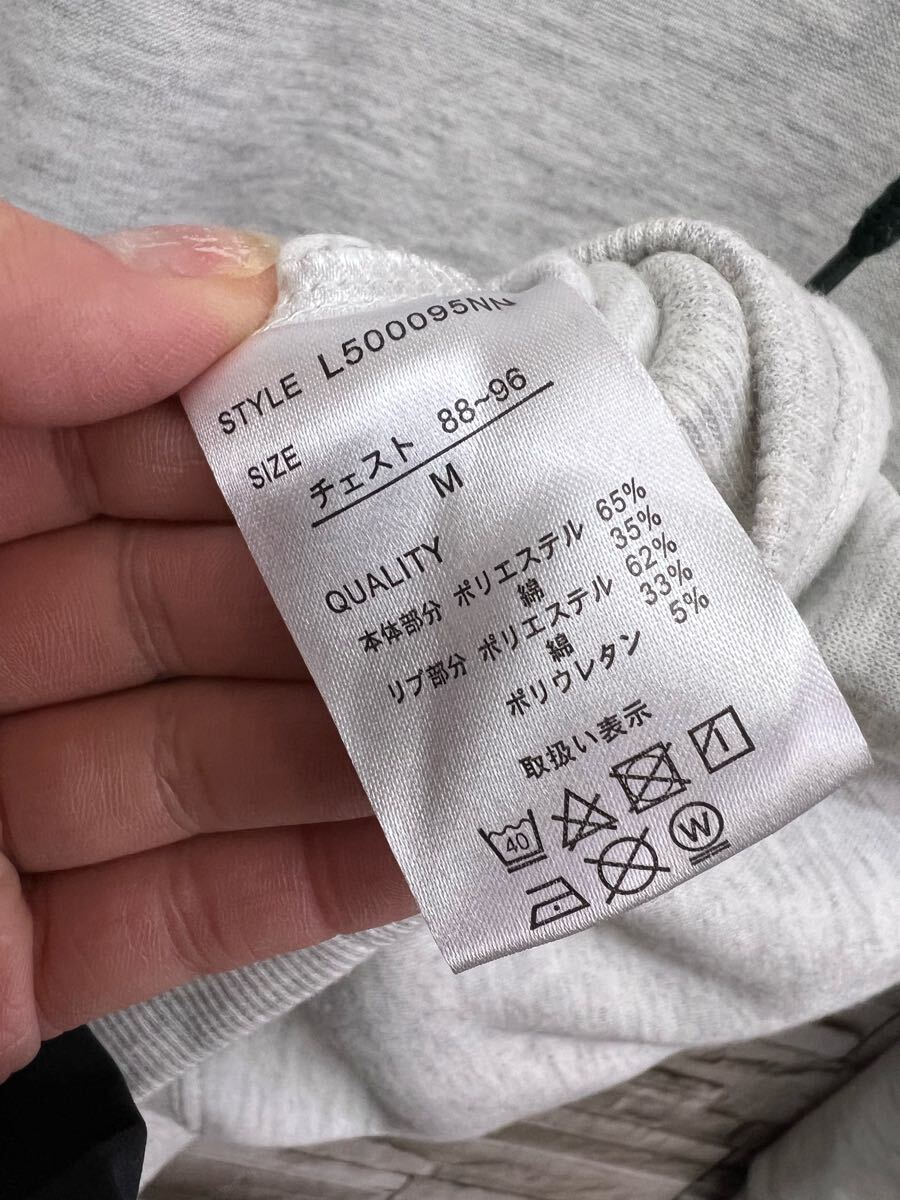 STYLE L500095NN
SIZE チェスト 88~96
M
QUALITY
本体部分 ポリエステル 65%
綿 35%
リブ部分 ポリエステル 62%
綿 33%
ポリウレタン 5%
取扱い表示
40
W